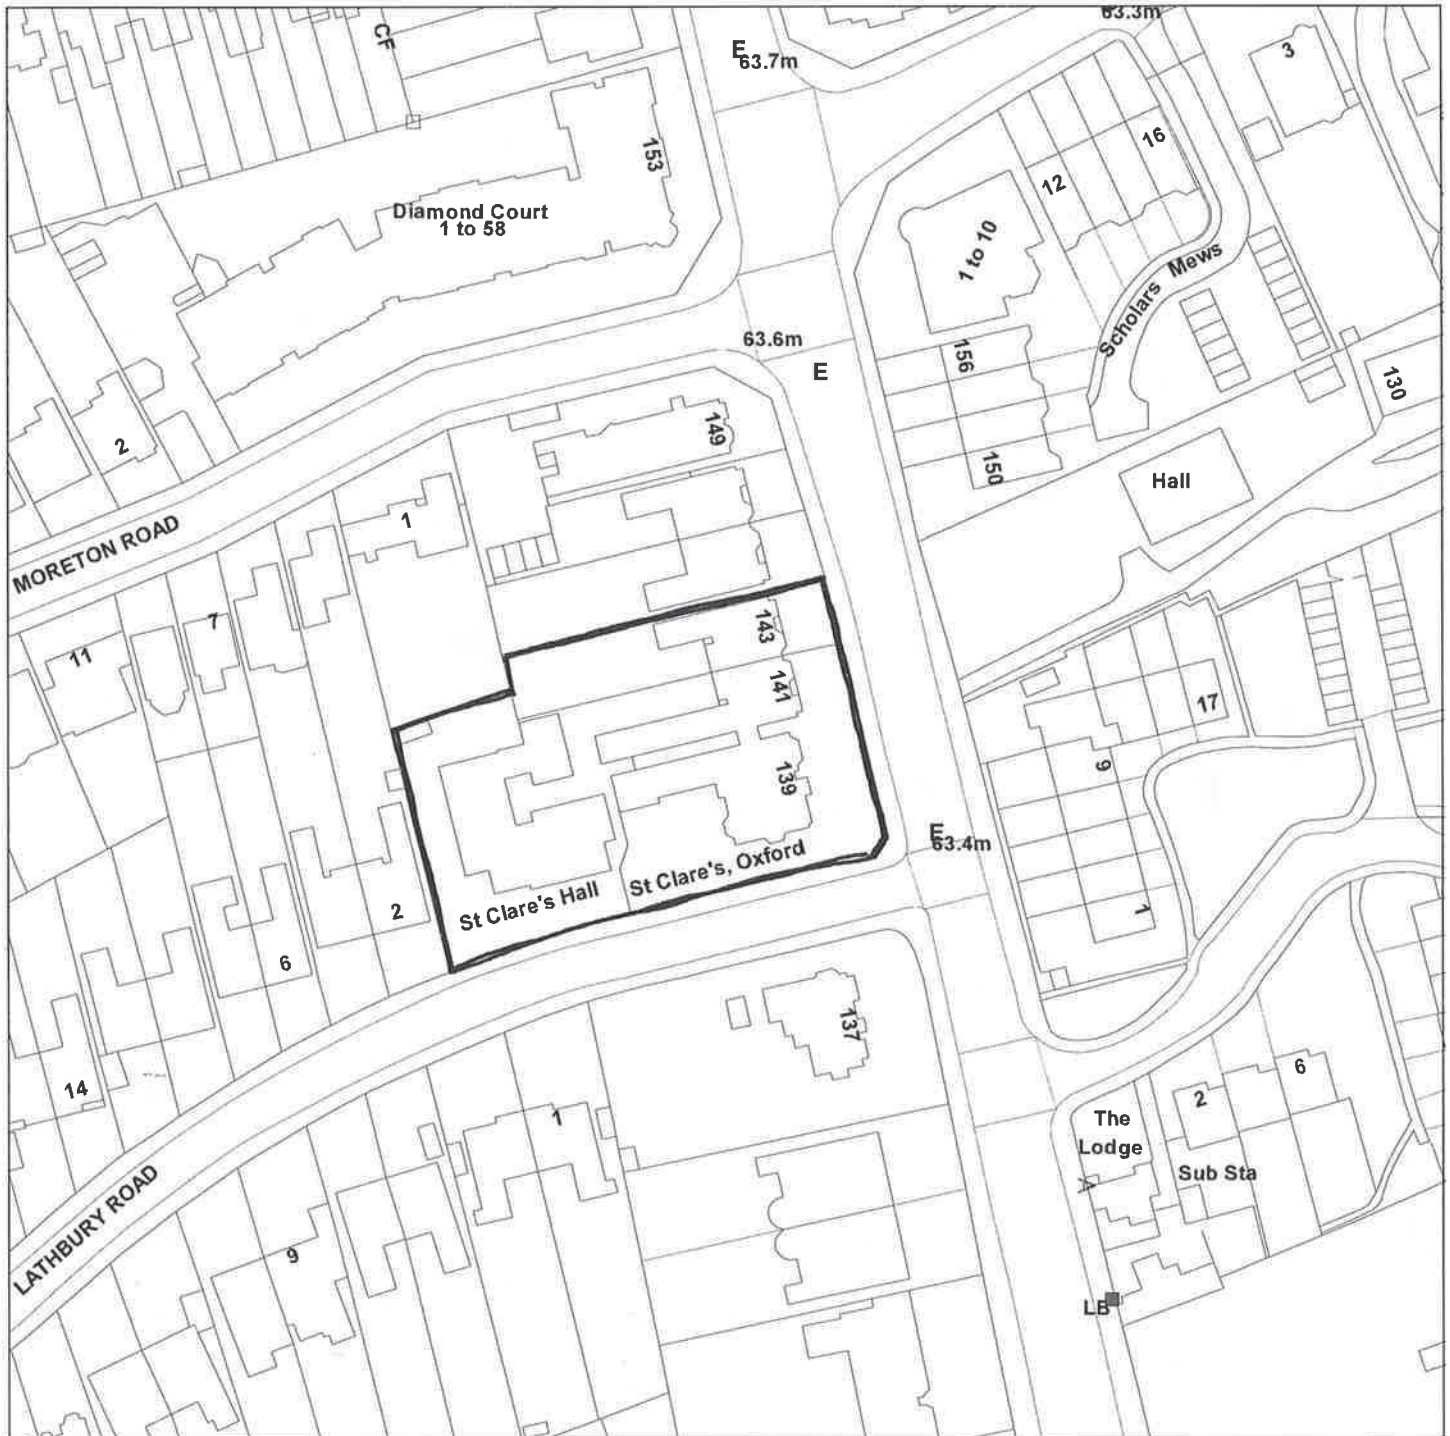 CF
E
63.7m
63.3m
3
153
16
12
Diamond Court
1 to 58
1 to 10
Scholars Mews
63.6m
E
156
130
149
2
150
Hall
1
MORETON ROAD
7
143
11
141
17
9
139
E
63.4m
St Clare's, Oxford
St Clare's Hall
2
1
6
137
14
1
The
Lodge
2
6
Sub Sta
LATHBURY ROAD
9
LB